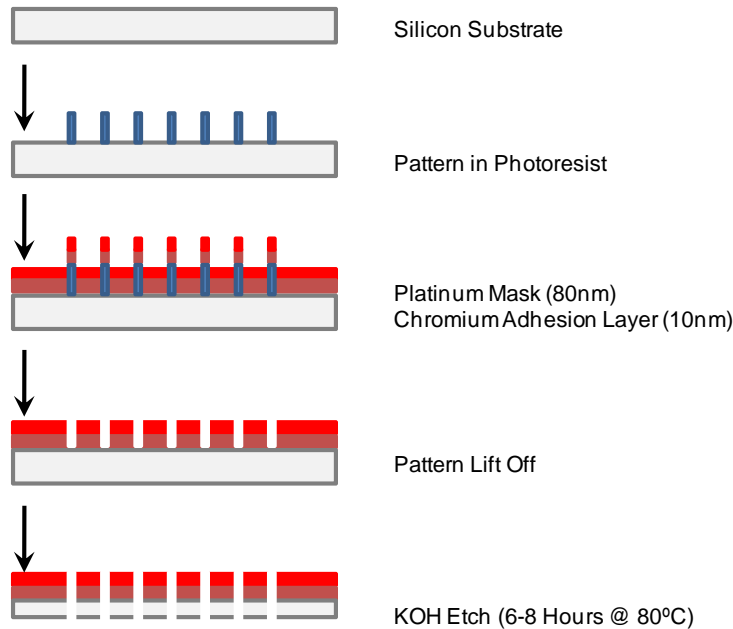 Silicon Substrate
Pattern in Photoresist
Platinum Mask (80nm)
Chromium Adhesion Layer (10nm)
Pattern Lift Off
KOH Etch (6-8 Hours @ 80ºC)